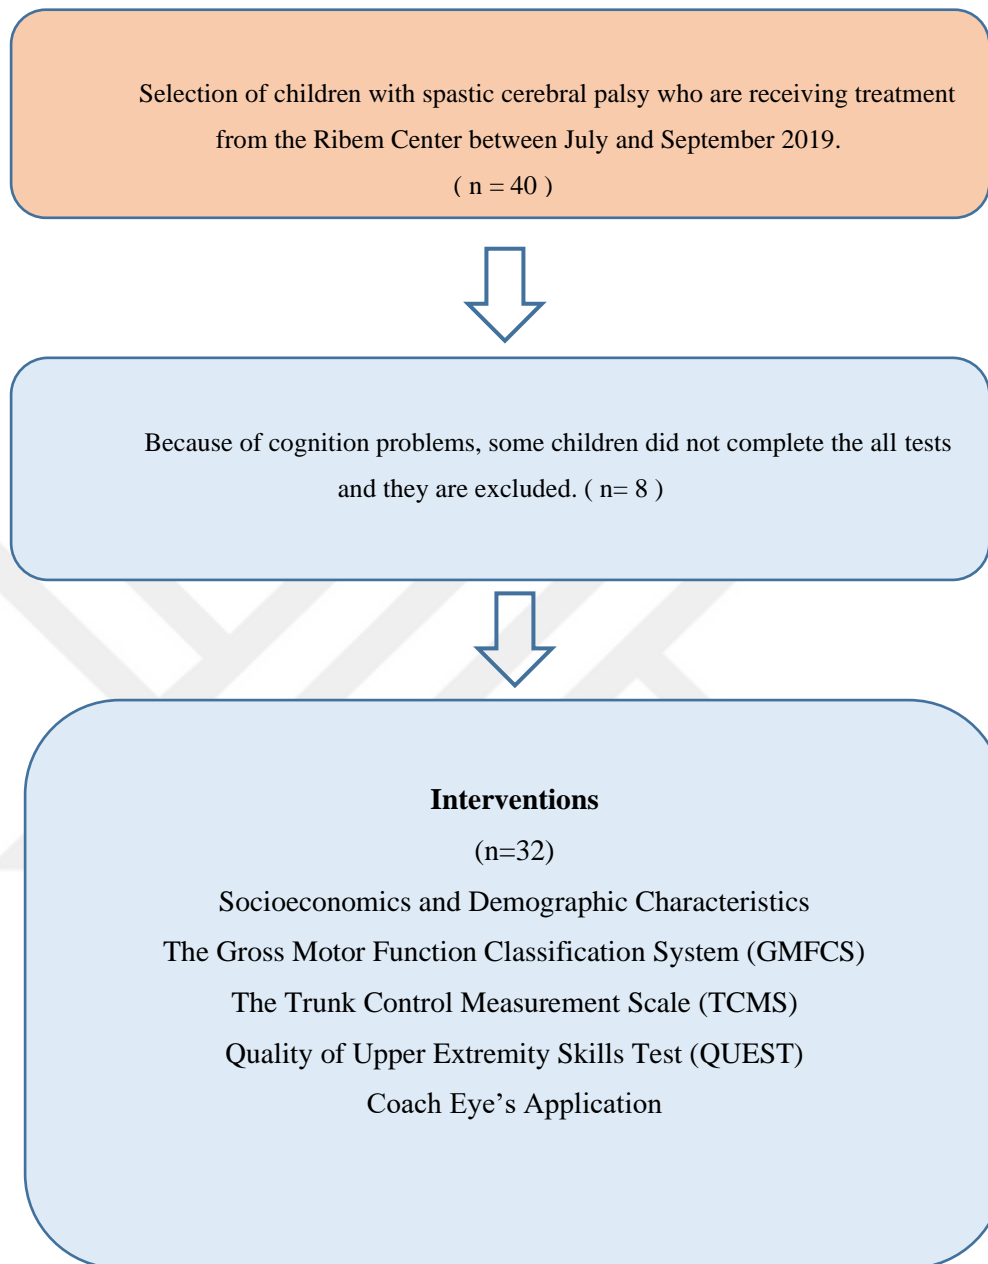 Selection of children with spastic cerebral palsy who are receiving treatment
from the Ribem Center between July and September 2019.
( n = 40 )
Because of cognition problems, some children did not complete the all tests
and they are excluded. ( n= 8 )
Interventions
(n=32)
Socioeconomics and Demographic Characteristics
The Gross Motor Function Classification System (GMFCS)
The Trunk Control Measurement Scale (TCMS)
Quality of Upper Extremity Skills Test (QUEST)
Coach Eye’s Application